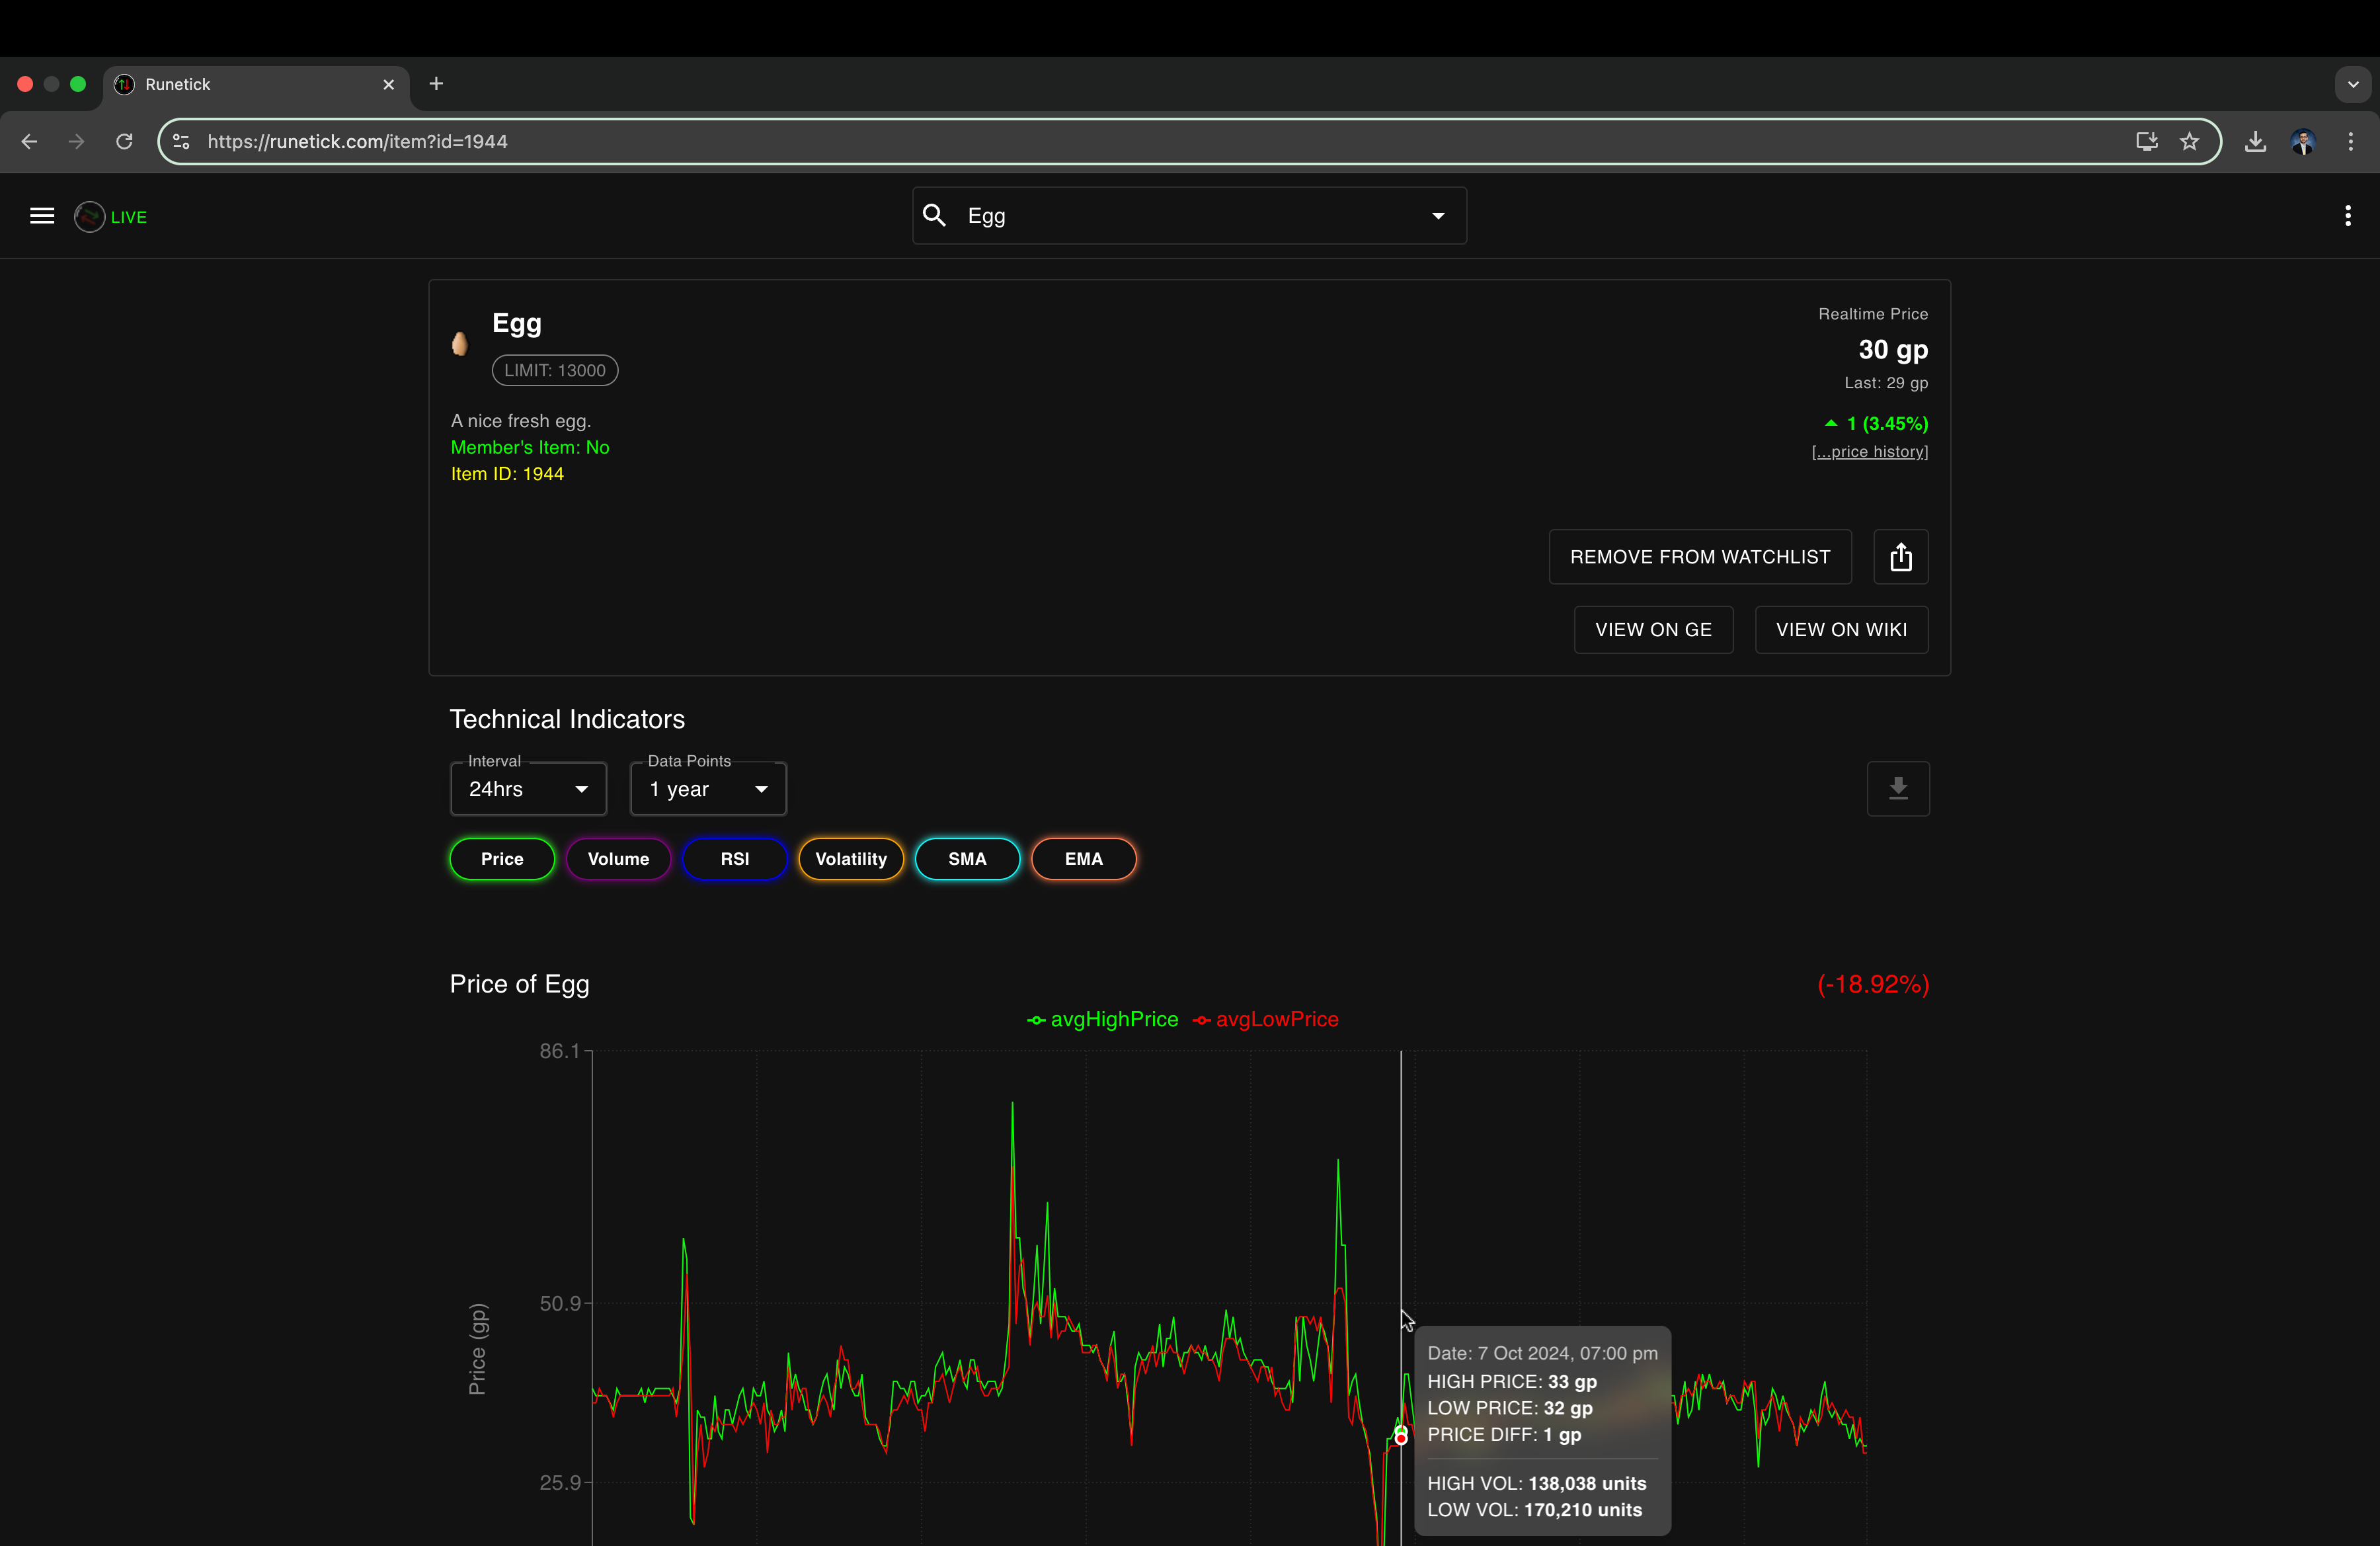 Runetick
https://runetick.com/item?id=1944
LIVE
Egg
Egg
LIMIT: 13000
A nice fresh egg.
Member's Item: No
Item ID: 1944
Realtime Price
30 gp
Last: 29 gp
1 (3.45%)
[...price history]
REMOVE FROM WATCHLIST
VIEW ON GE
VIEW ON WIKI
Technical Indicators
Interval
24hrs
Data Points
1 year
Price
Volume
RSI
Volatility
SMA
EMA
Price of Egg
(-18.92%)
avgHighPrice
avgLowPrice
86.1
50.9
25.9
Price (gp)
Date: 7 Oct 2024, 07:00 pm
HIGH PRICE: 33 gp
LOW PRICE: 32 gp
PRICE DIFF: 1 gp
HIGH VOL: 138,038 units
LOW VOL: 170,210 units